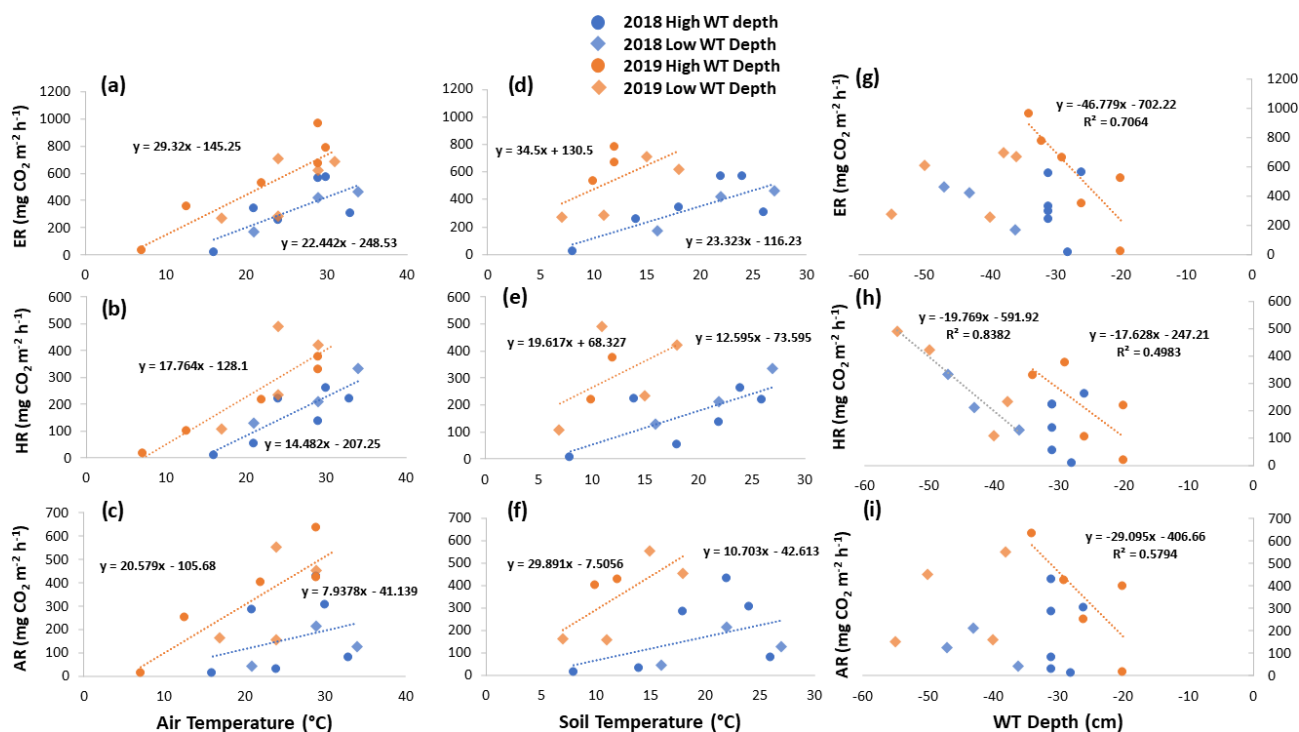 2018 High WT depth
2018 Low WT Depth
2019 High WT Depth
2019 Low WT Depth
(a)
ER (mg CO₂ m⁻² h⁻¹)
1200
1000
800
600
400
200
0
y = 29.32x - 145.25
y = 22.442x - 248.53
0 10 20 30 40
(d)
1200
1000
800
600
400
200
0
y = 34.5x + 130.5
y = 23.323x - 116.23
0 5 10 15 20 25 30
(g)
ER (mg CO₂ m⁻² h⁻¹)
y = -46.779x - 702.22
R² = 0.7064
1200
1000
800
600
400
200
0
-60 -50 -40 -30 -20 -10 0
(b)
HR (mg CO₂ m⁻² h⁻¹)
600
500
400
300
200
100
0
y = 17.764x - 128.1
y = 14.482x - 207.25
0 10 20 30 40
(e)
600
500
400
300
200
100
0
y = 19.617x + 68.327
y = 12.595x - 73.595
0 5 10 15 20 25 30
(h)
HR (mg CO₂ m⁻² h⁻¹)
y = -19.769x - 591.92
R² = 0.8382
y = -17.628x - 247.21
R² = 0.4983
600
500
400
300
200
100
0
-60 -50 -40 -30 -20 -10 0
(c)
AR (mg CO₂ m⁻² h⁻¹)
700
600
500
400
300
200
100
0
y = 20.579x - 105.68
y = 7.9378x - 41.139
0 10 20 30 40
Air Temperature (°C)
(f)
700
600
500
400
300
200
100
0
y = 29.891x - 7.5056
y = 10.703x - 42.613
0 5 10 15 20 25 30
Soil Temperature (°C)
(i)
AR (mg CO₂ m⁻² h⁻¹)
y = -29.095x - 406.66
R² = 0.5794
700
600
500
400
300
200
100
0
-60 -50 -40 -30 -20 -10 0
WT Depth (cm)